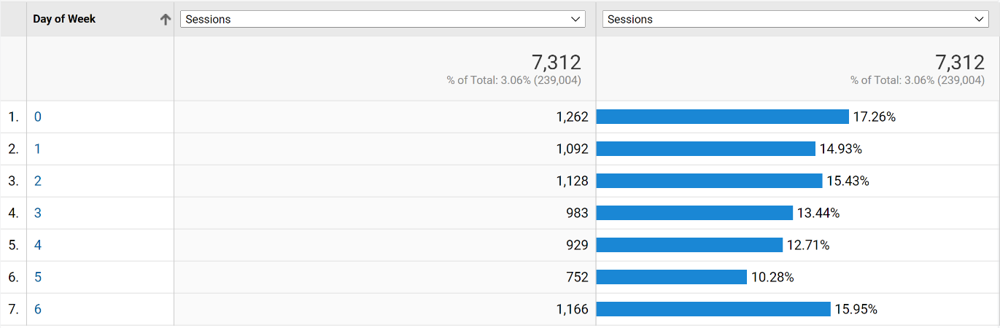 Day of Week Sessions Sessions
7,312 7,312
% of Total: 3.06% (239,004) % of Total: 3.06% (239,004)
1. 0 1,262 17.26%
2. 1 1,092 14.93%
3. 2 1,128 15.43%
4. 3 983 13.44%
5. 4 929 12.71%
6. 5 752 10.28%
7. 6 1,166 15.95%